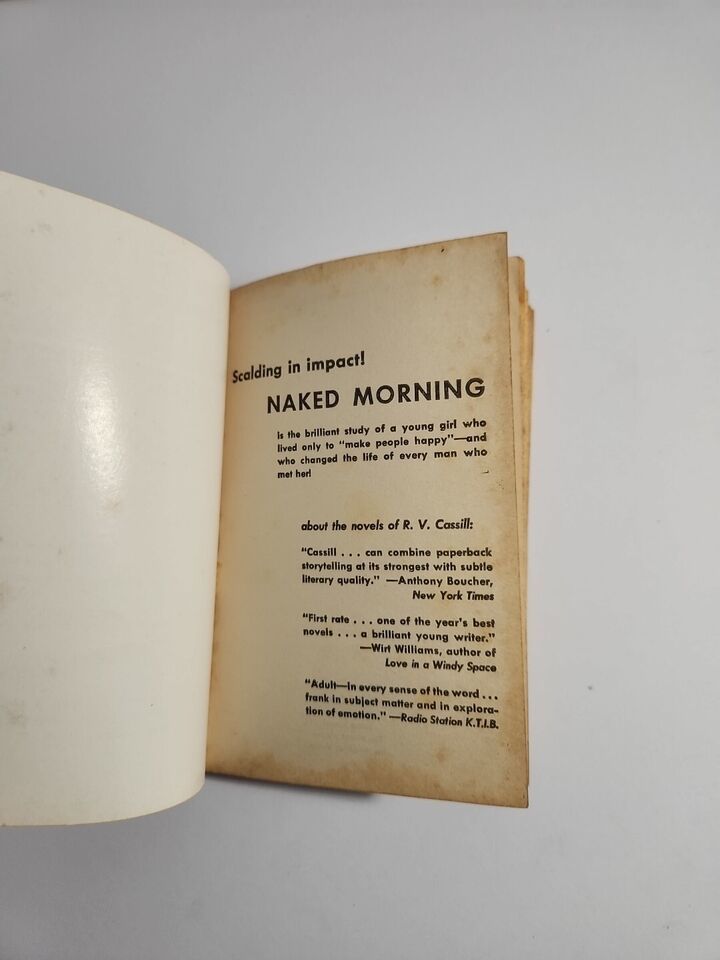 Scalding in impact!
NAKED MORNING
is the brilliant study of a young girl who
lived only to "make people happy"—and
who changed the life of every man who
met her!
about the novels of R. V. Cassill:
"Cassill . . . can combine paperback
storytelling at its strongest with subtle
literary quality." —Anthony Boucher,
New York Times
"First rate . . . one of the year's best
novels . . . a brilliant young writer."
—Wirt Williams, author of
Love in a Windy Space
"Adult—in every sense of the word . . .
frank in subject matter and in explora-
tion of emotion." —Radio Station K.T.I.B.